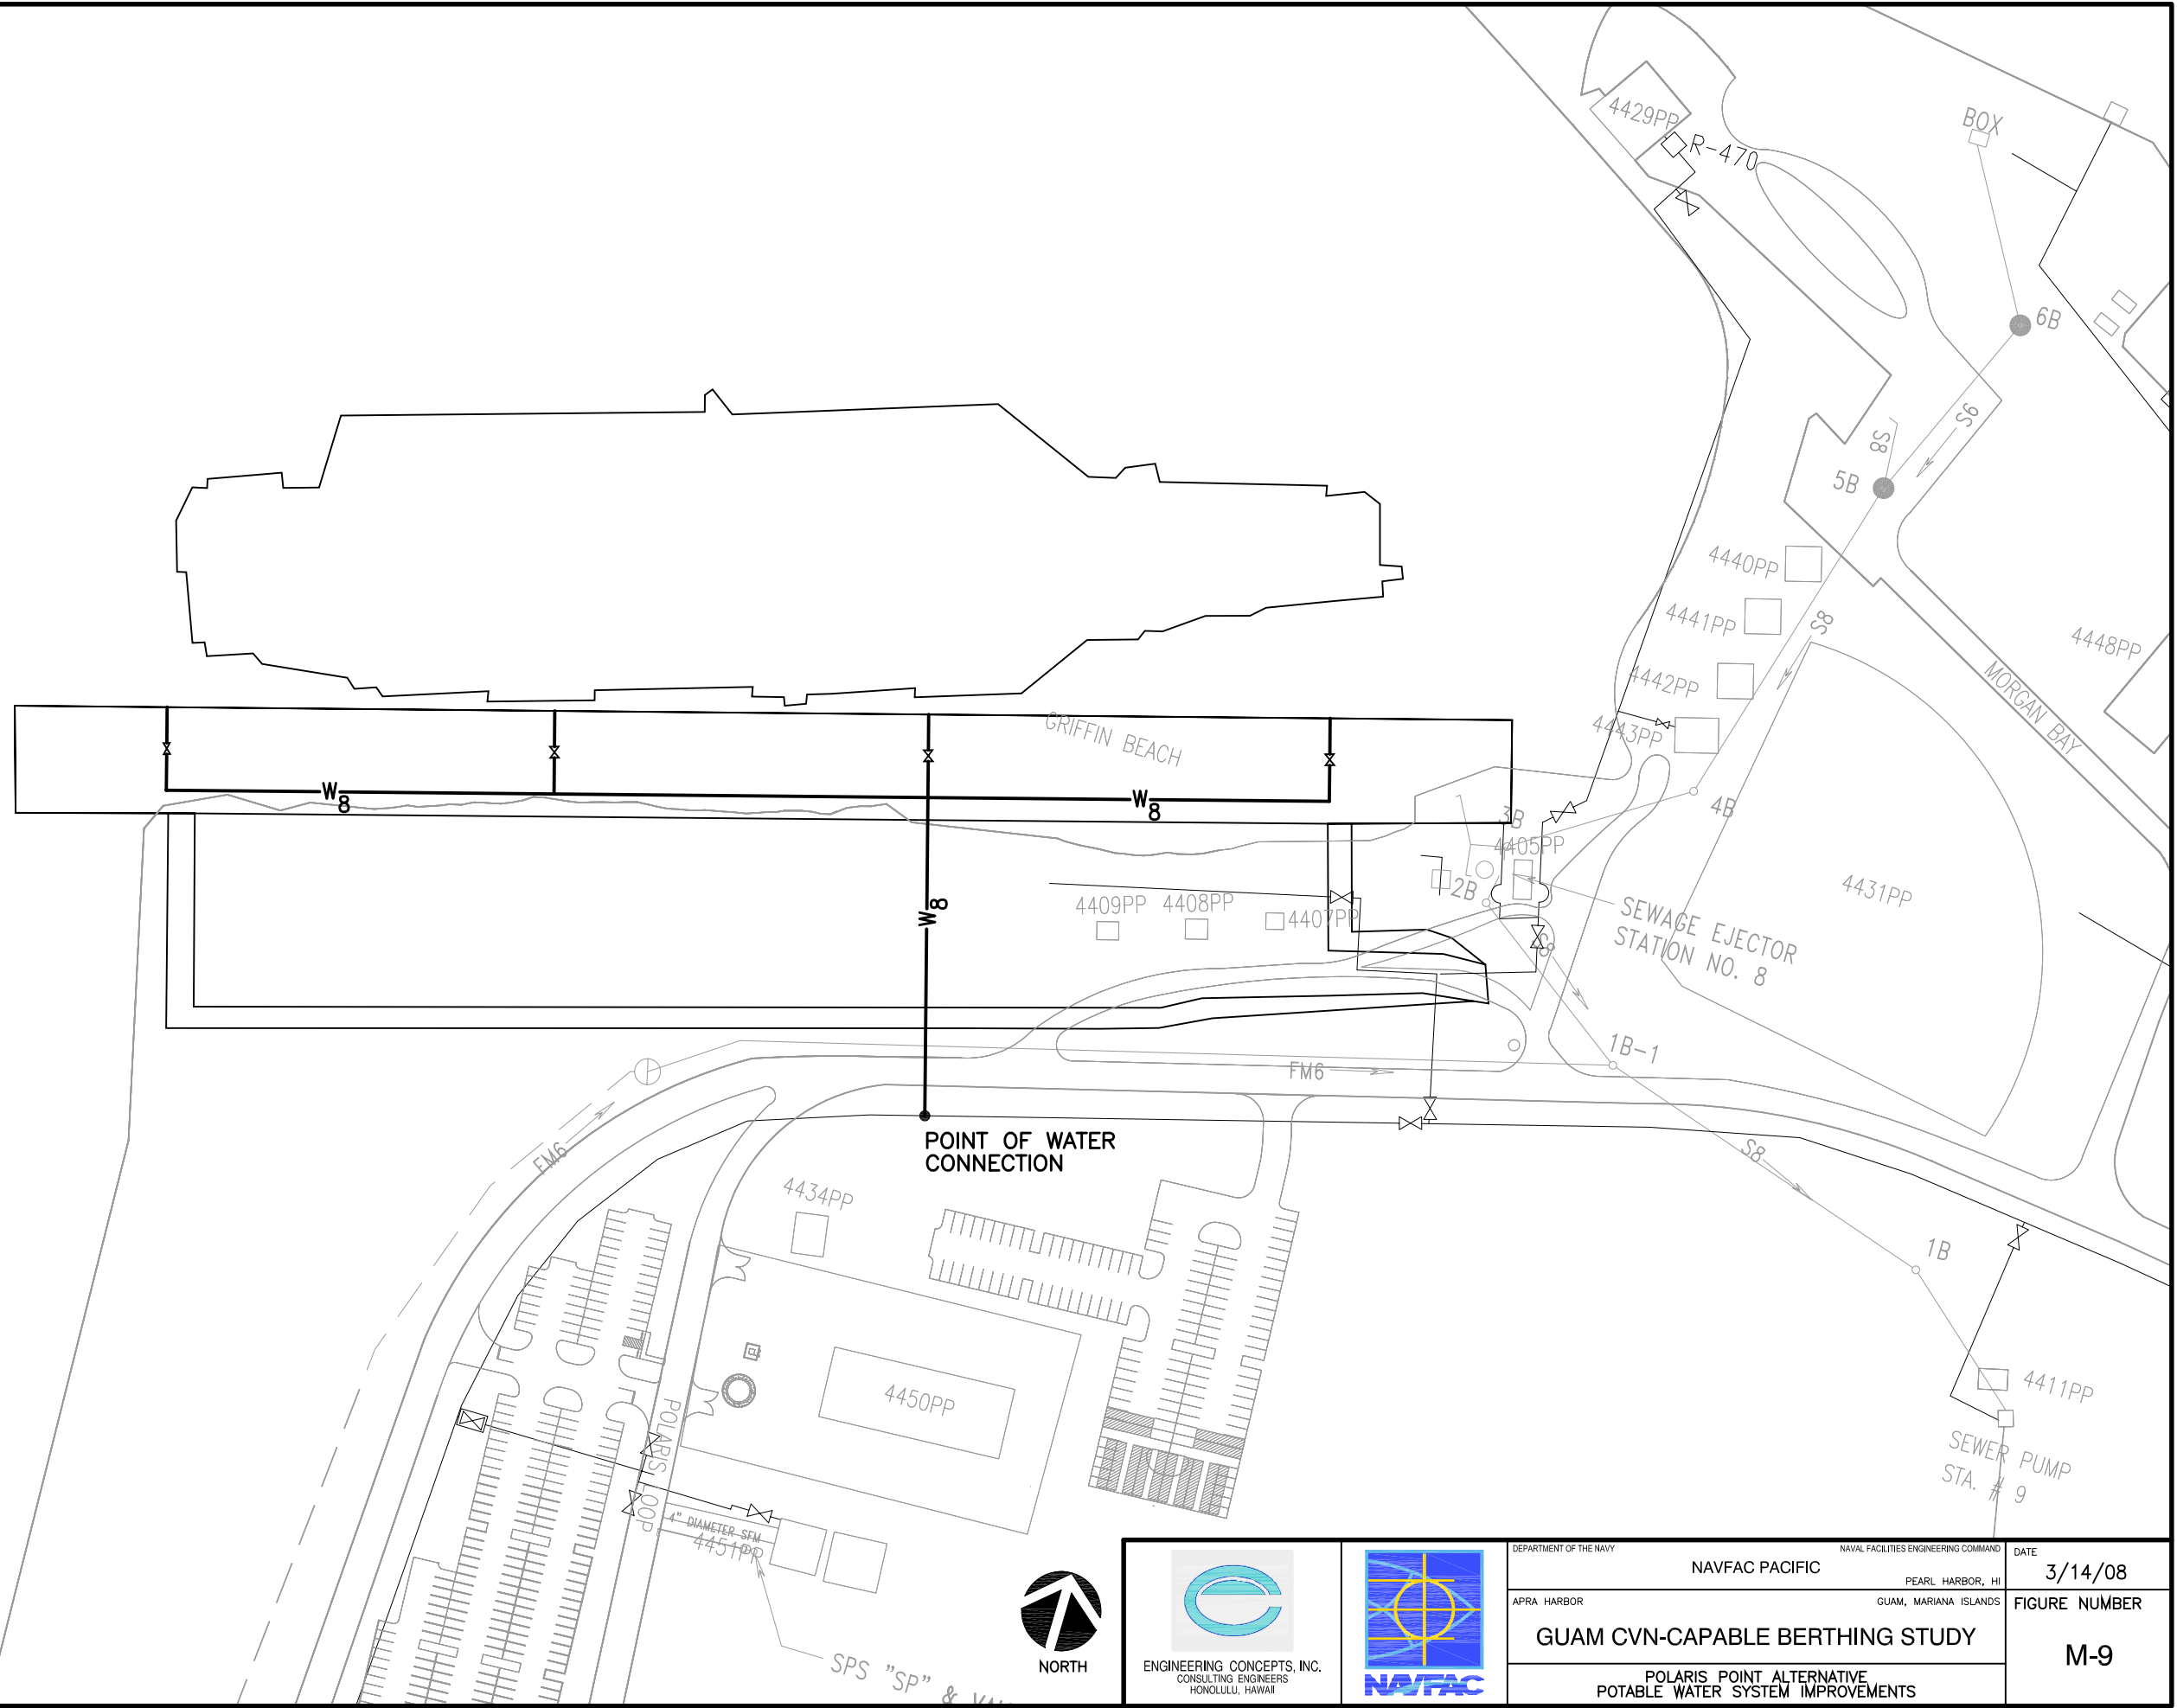 4429PP
R-470
BOX
6B
S6
S8
5B
4440PP
4441PP
4442PP
4443PP
S8
4448PP
MORGAN BAY
GRIFFIN BEACH
W
8
W
8
W
8
3B
4B
4405PP
2B
4431PP
4409PP
4408PP
4407PP
SEWAGE EJECTOR
STATION NO. 8
S8
1B-1
FM6
FM6
POINT OF WATER
CONNECTION
S8
4434PP
1B
4450PP
4411PP
POLARIS LOOP
SEWER PUMP
STA. # 9
4" DIAMETER SFM
4451PP
SPS "SP" &
NORTH
ENGINEERING CONCEPTS, INC.
CONSULTING ENGINEERS
HONOLULU, HAWAII
NAVFAC
DEPARTMENT OF THE NAVY
NAVAL FACILITIES ENGINEERING COMMAND
NAVFAC PACIFIC
PEARL HARBOR, HI
DATE
3/14/08
APRA HARBOR
GUAM, MARIANA ISLANDS
FIGURE NUMBER
GUAM CVN-CAPABLE BERTHING STUDY
M-9
POLARIS POINT ALTERNATIVE
POTABLE WATER SYSTEM IMPROVEMENTS